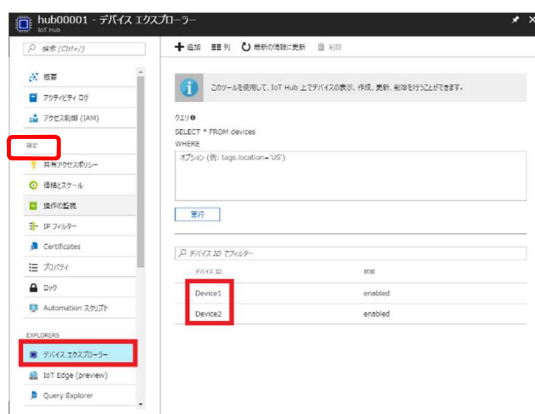 hub00001 - デバイス エクスプローラー
IoT Hub
検索 (Ctrl+/)
概要
アクティビティ ログ
アクセス制御 (IAM)
設定
共有アクセスポリシー
価格とスケール
操作の監視
IP フィルター
Certificates
プロパティ
ロック
Automation スクリプト
EXPLORERS
デバイス エクスプローラー
IoT Edge (preview)
Query Explorer
追加 列 最新の情報に更新 削除
このツールを使用して、IoT Hub 上でデバイスの表示、作成、更新、削除を行うことができます。
クエリ
SELECT * FROM devices
WHERE
オプション (例: tags.location='US')
実行
デバイス ID でフィルター
デバイス ID 状態
Device1 enabled
Device2 enabled